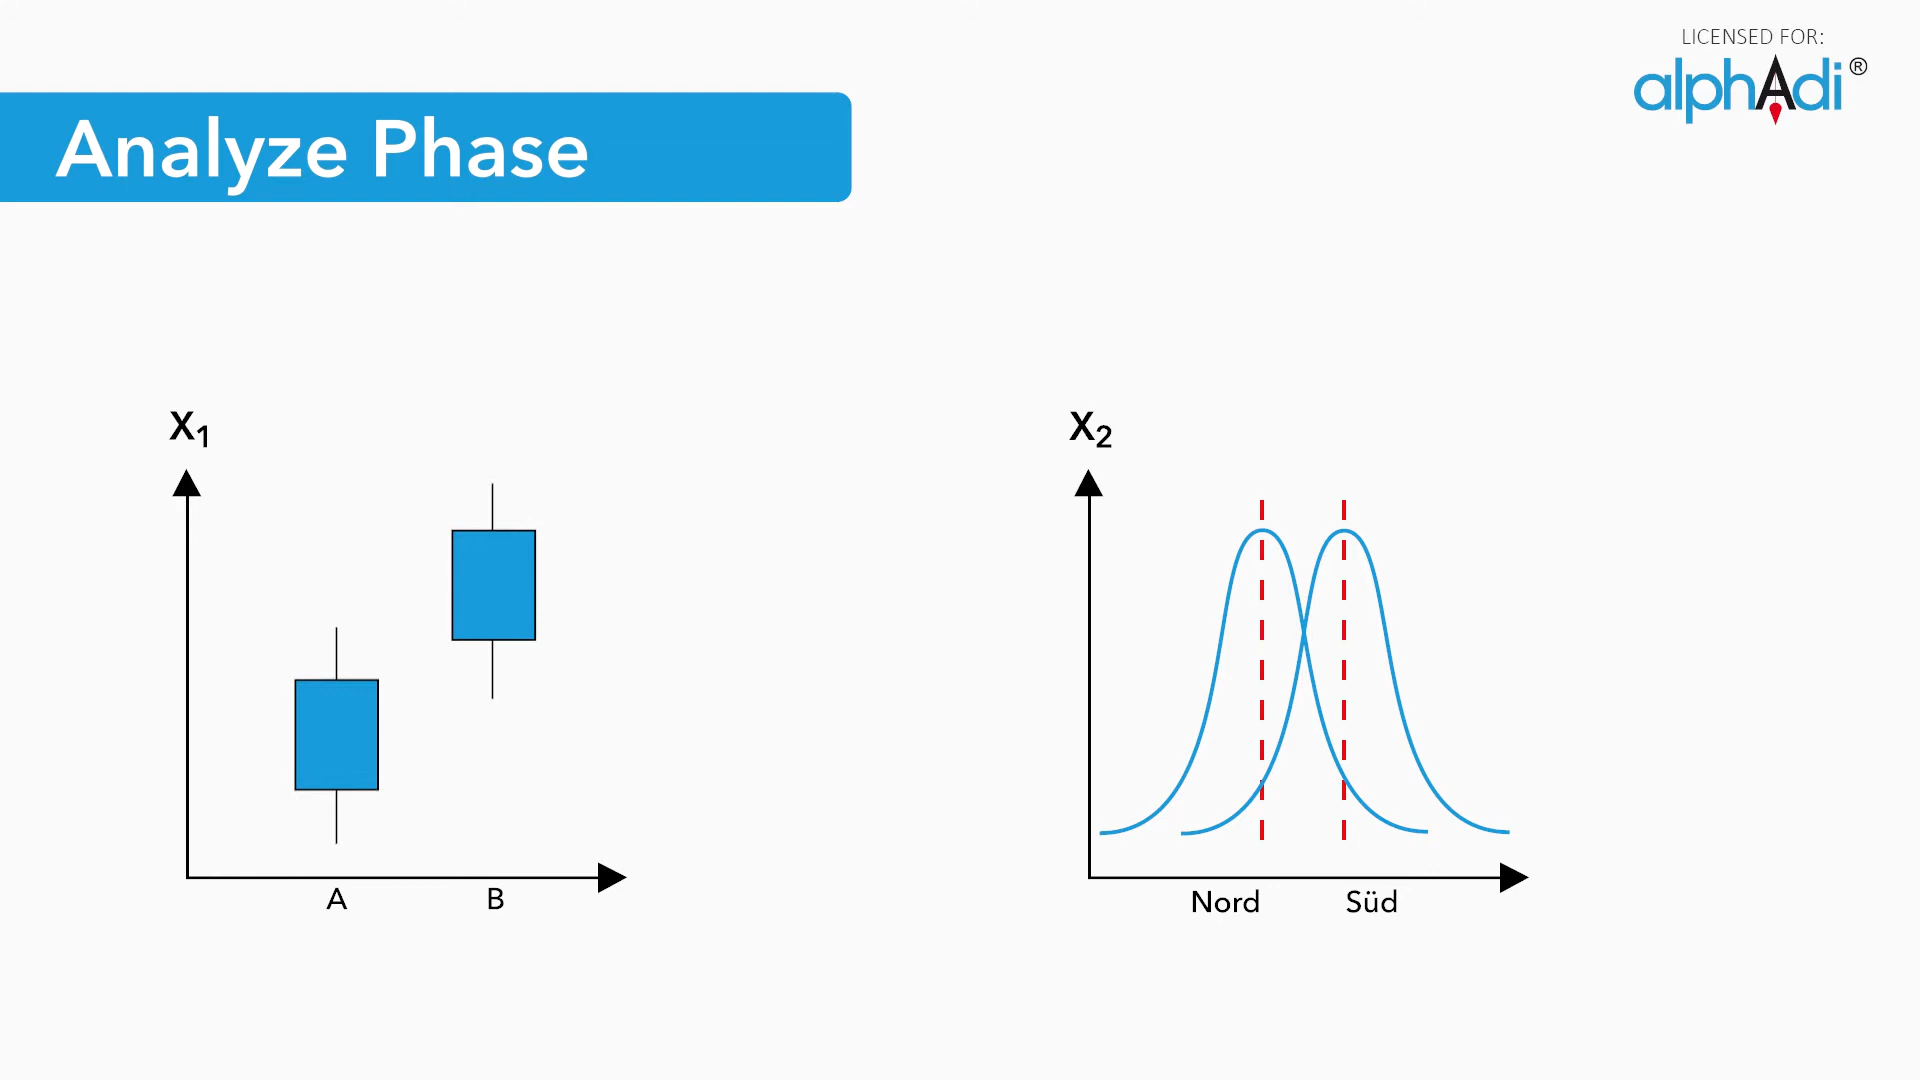 LICENSED FOR:
alphAdi®
Analyze Phase
X₁
A B
X₂
Nord Süd